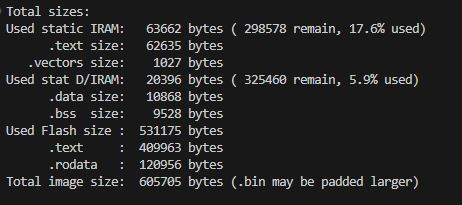 Total sizes:
Used static IRAM:   63662 bytes ( 298578 remain, 17.6% used)
      .text size:   62635 bytes
   .vectors size:    1027 bytes
Used stat D/IRAM:   20396 bytes ( 325460 remain, 5.9% used)
      .data size:   10868 bytes
      .bss  size:    9528 bytes
Used Flash size :  531175 bytes
      .text     :  409963 bytes
      .rodata   :  120956 bytes
Total image size:  605705 bytes (.bin may be padded larger)